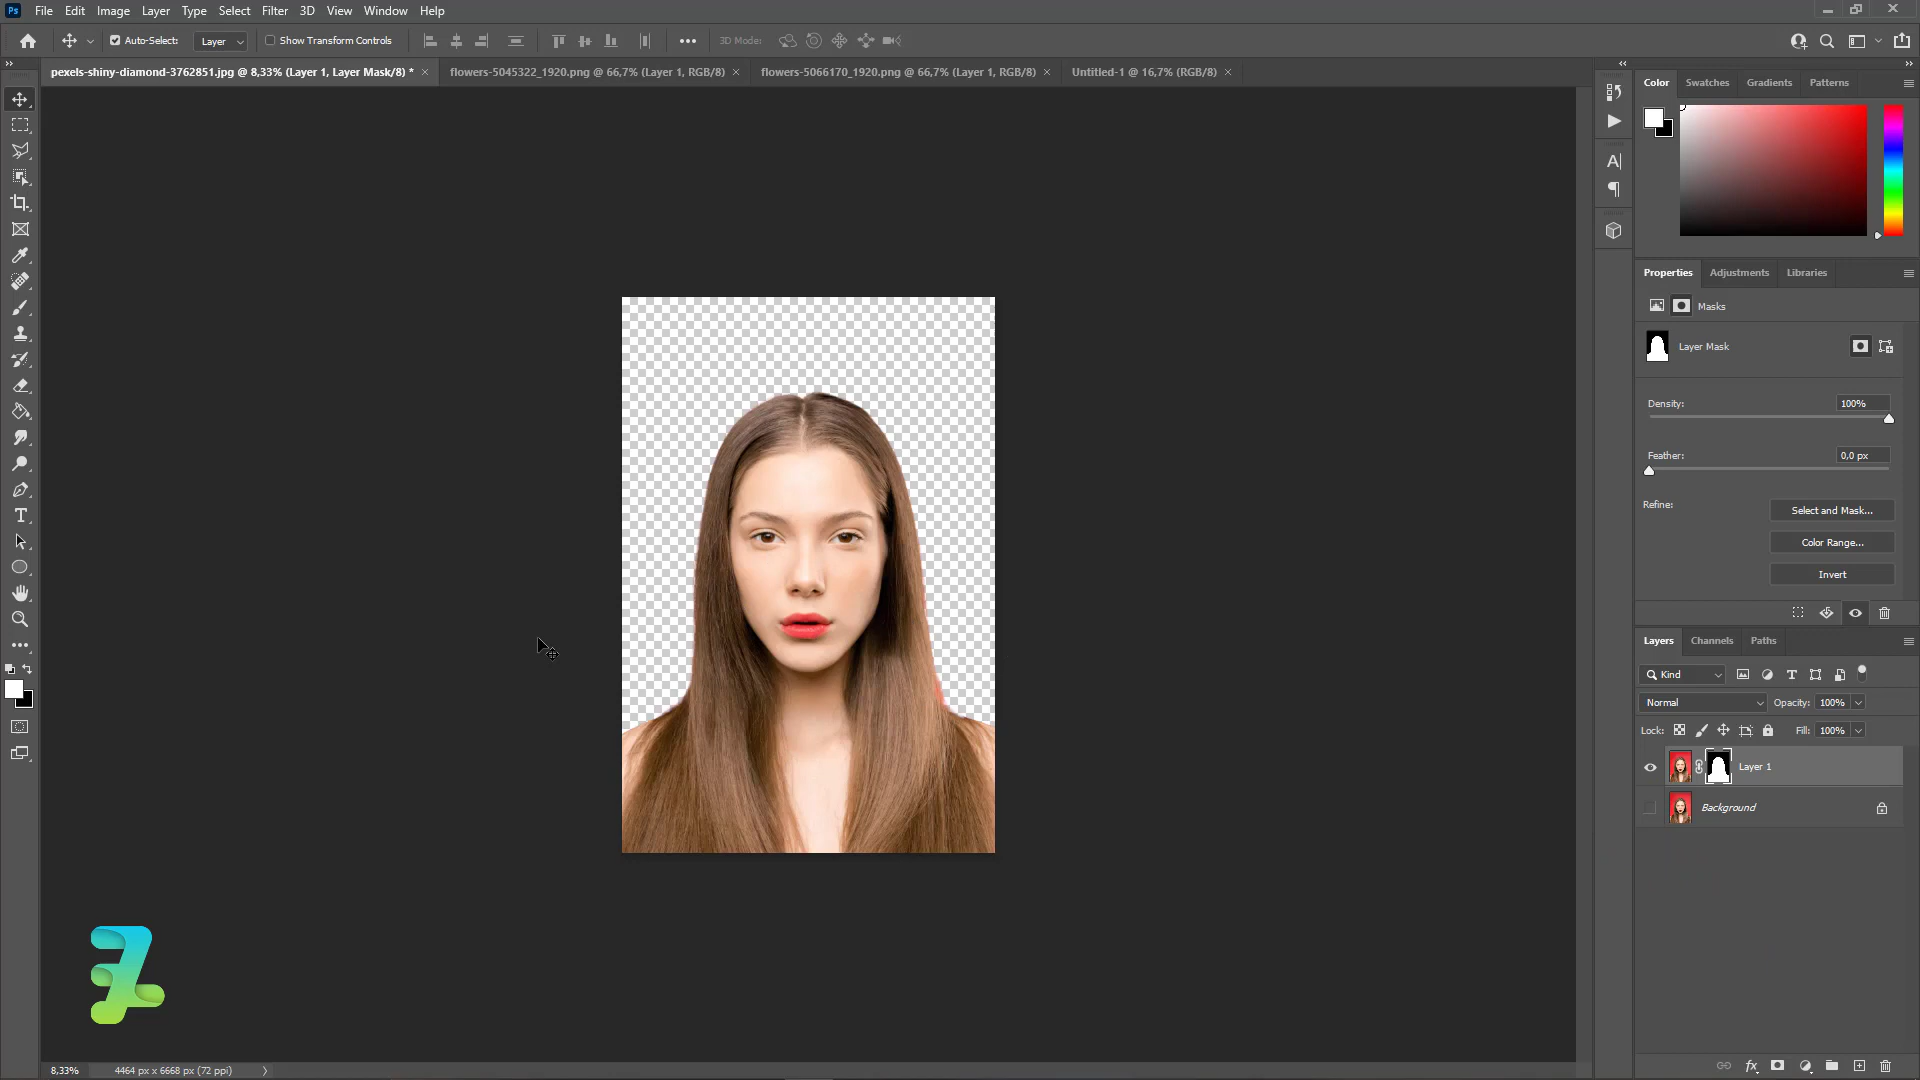 Ps File Edit Image Layer Type Select Filter 3D View Window Help
Auto-Select: Layer Show Transform Controls 3D Mode:
pexels-shiny-diamond-3762851.jpg @ 8,33% (Layer 1, Layer Mask/8) * flowers-5045322_1920.png @ 66,7% (Layer 1, RGB/8) flowers-5066170_1920.png @ 66,7% (Layer 1, RGB/8) Untitled-1 @ 16,7% (RGB/8)
Color Swatches Gradients Patterns
Properties Adjustments Libraries
Masks
Layer Mask
Density: 100%
Feather: 0,0 px
Refine: Select and Mask...
Color Range...
Invert
Layers Channels Paths
Kind
Normal Opacity: 100%
Lock: Fill: 100%
Layer 1
Background
8,33% 4464 px x 6668 px (72 ppi)